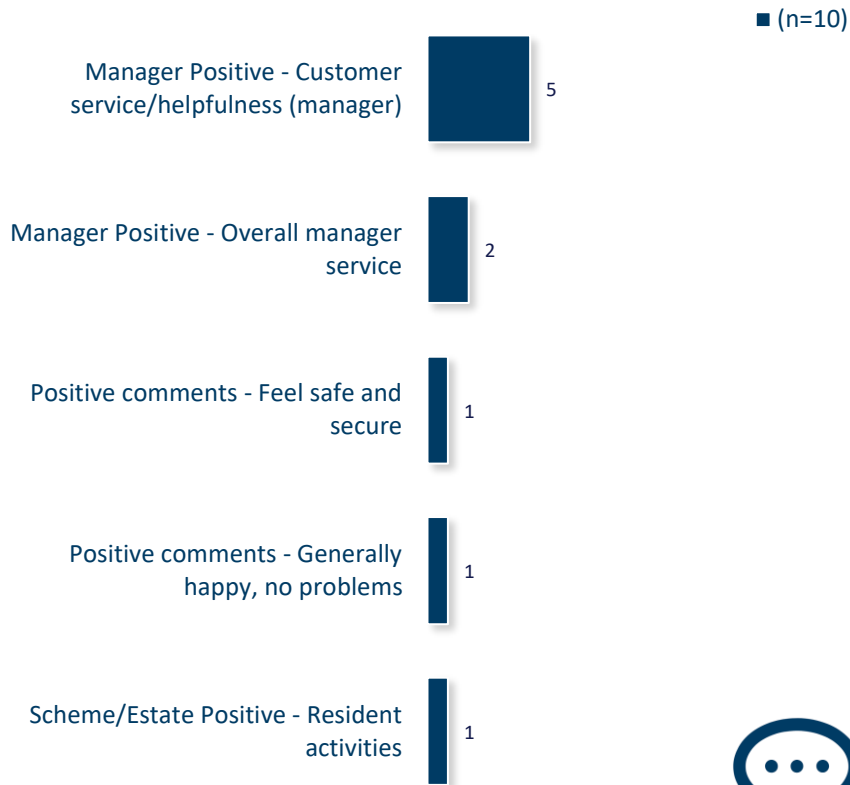 (n=10)
Manager Positive - Customer
service/helpfulness (manager)
5
Manager Positive - Overall manager
service
2
Positive comments - Feel safe and
secure
1
Positive comments - Generally
happy, no problems
1
Scheme/Estate Positive - Resident
activities
1